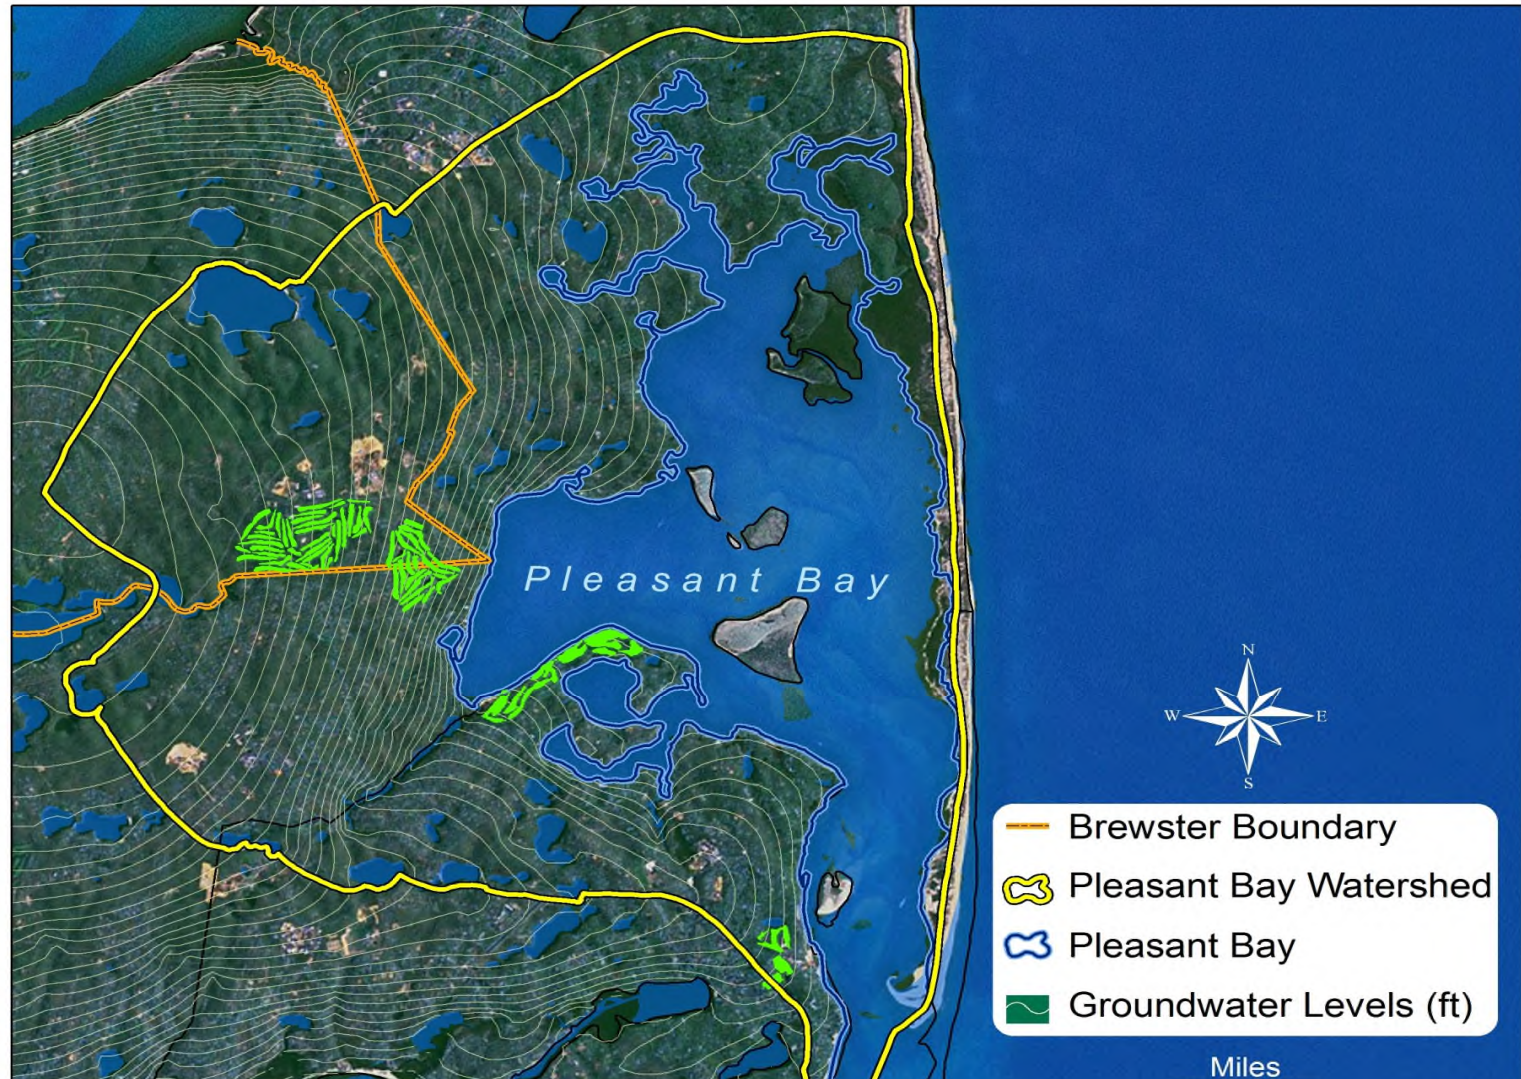 Pleasant Bay
N
W
E
S
Brewster Boundary
Pleasant Bay Watershed
Pleasant Bay
Groundwater Levels (ft)
Miles